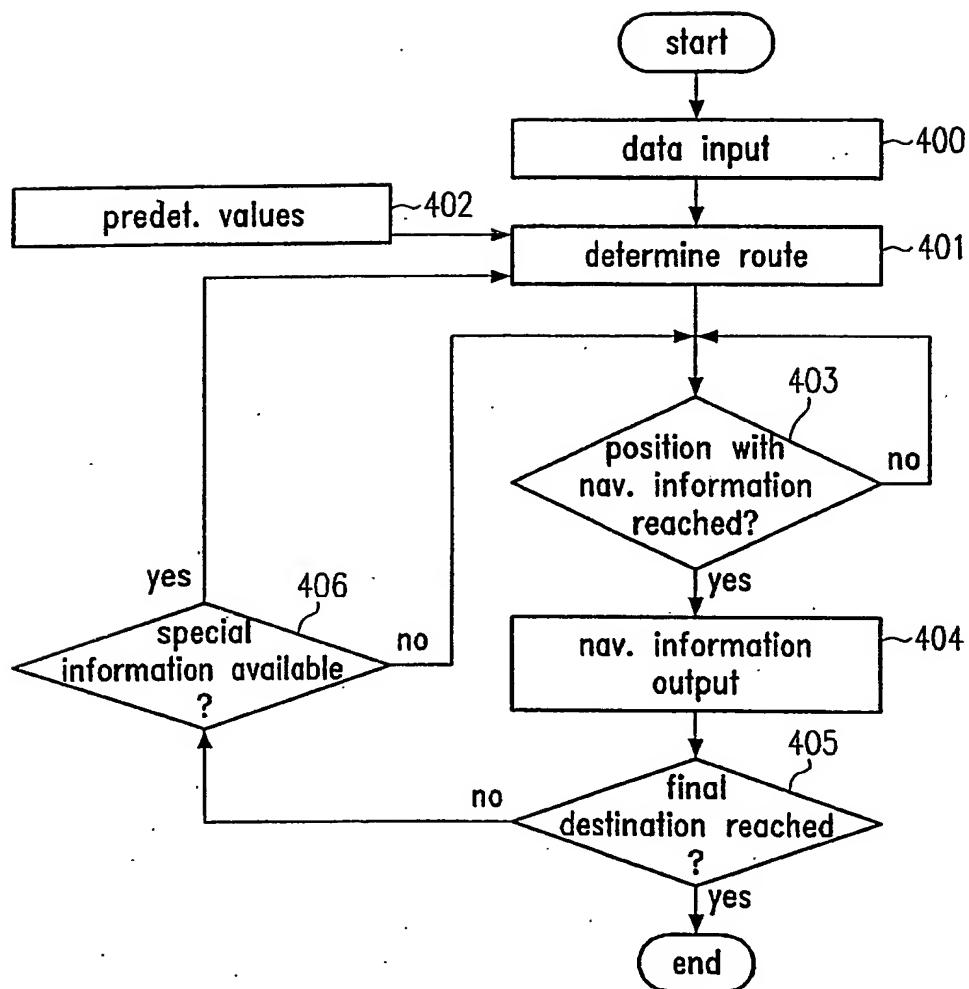 start
data input
400
predet. values
402
determine route
401
403
position with
nav. information
reached?
no
yes
yes
406
special
information available
?
no
nav. information
output
404
405
final
destination reached
?
no
yes
end